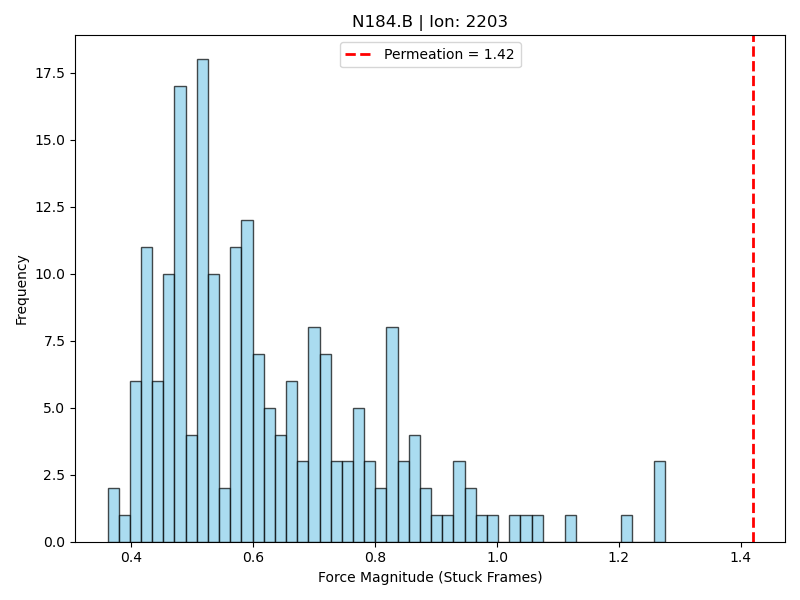 N184.B | Ion: 2203
Permeation = 1.42
17.5
15.0
12.5
10.0
7.5
5.0
2.5
0.0
Frequency
0.4 0.6 0.8 1.0 1.2 1.4
Force Magnitude (Stuck Frames)